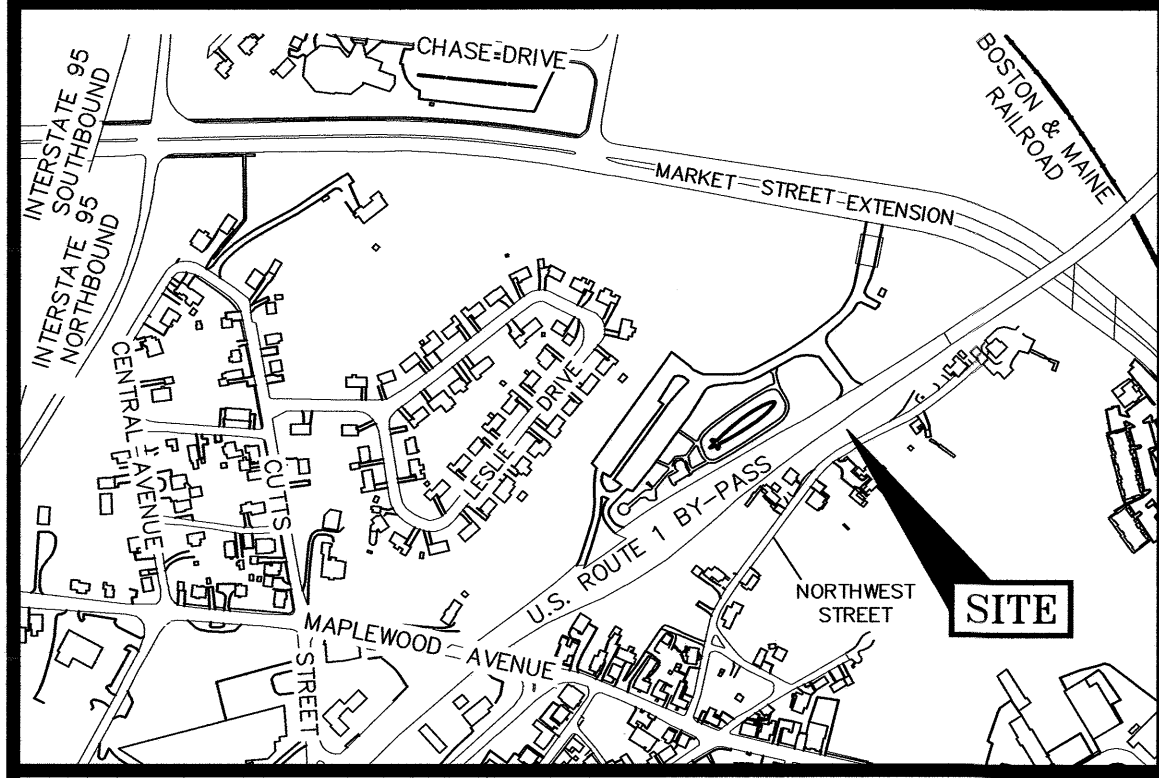 CHASE DRIVE
INTERSTATE 95
SOUTHBOUND
INTERSTATE 95
NORTHBOUND
BOSTON & MAINE
RAILROAD
MARKET STREET EXTENSION
CENTRAL AVENUE
CUTTS STREET
LESLIE DRIVE
U.S. ROUTE 1 BY-PASS
NORTHWEST
STREET
SITE
MAPLEWOOD AVENUE